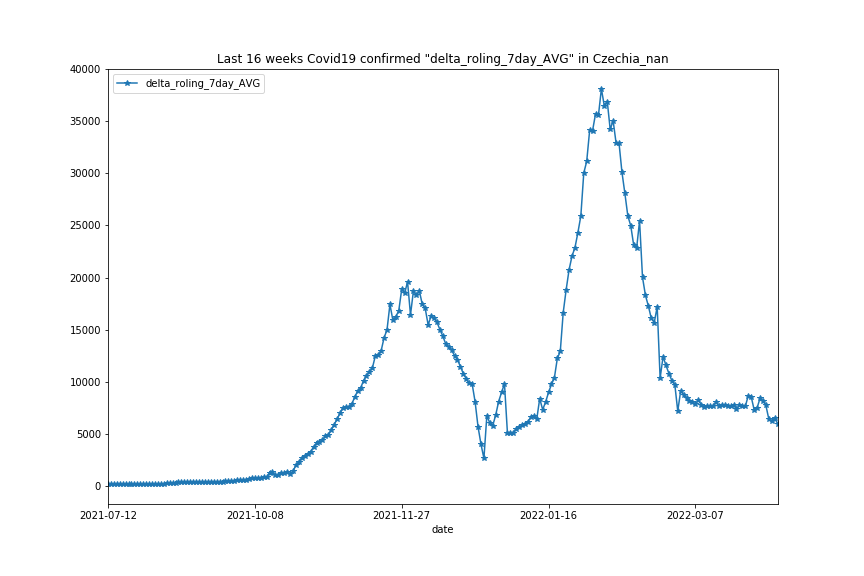 Last 16 weeks Covid19 confirmed "delta_roling_7day_AVG" in Czechia_nan
delta_roling_7day_AVG
40000
35000
30000
25000
20000
15000
10000
5000
0
2021-07-12 2021-10-08 2021-11-27 2022-01-16 2022-03-07
date